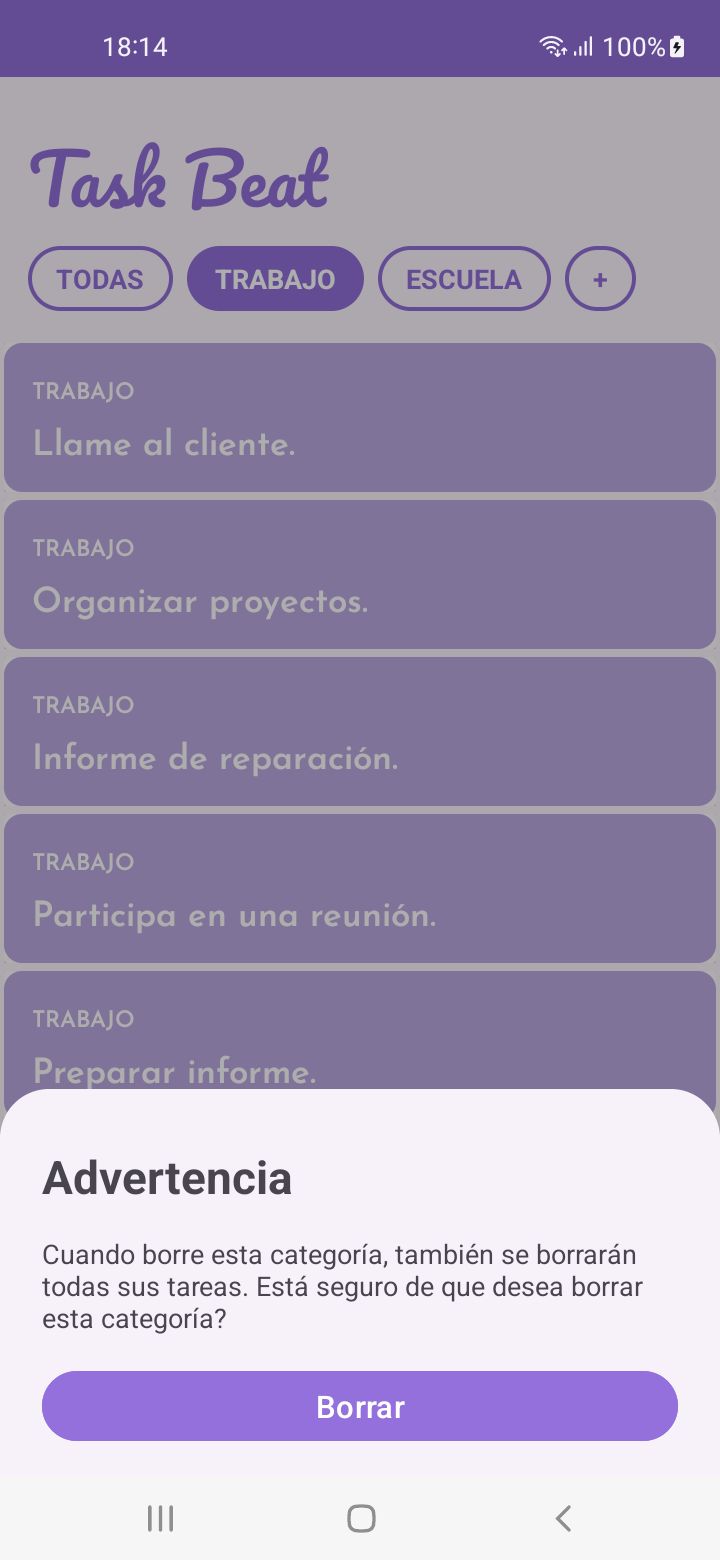 18:14
100%
Task Beat
TODAS
TRABAJO
ESCUELA
+
TRABAJO
Llame al cliente.
TRABAJO
Organizar proyectos.
TRABAJO
Informe de reparación.
TRABAJO
Participa en una reunión.
TRABAJO
Preparar informe.
Advertencia
Cuando borre esta categoría, también se borrarán
todas sus tareas. Está seguro de que desea borrar
esta categoría?
Borrar